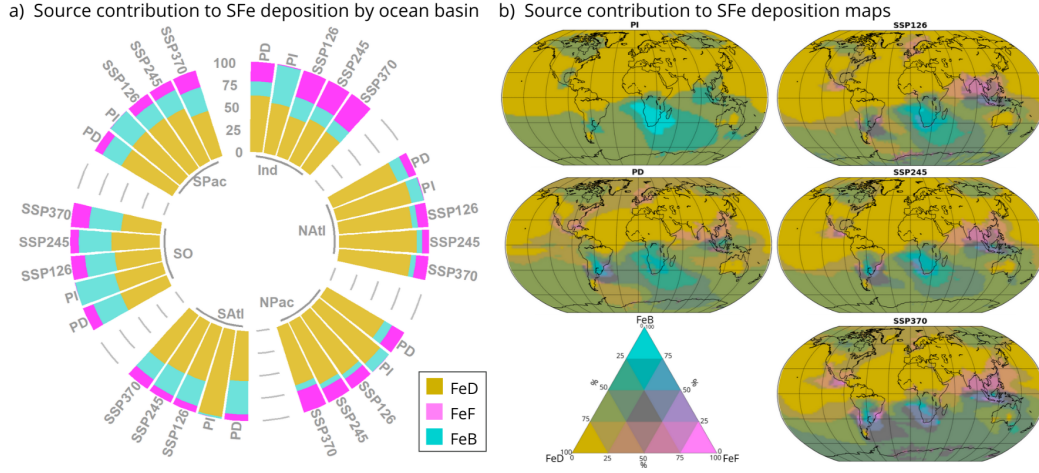 a) Source contribution to SFe deposition by ocean basin
100
75
50
25
0
PD
PI
SSP126
SSP245
SSP370
Ind
PD
PI
SSP126
SSP245
SSP370
NAtl
PD
PI
SSP126
SSP245
SSP370
NPac
PD
PI
SSP126
SSP245
SSP370
SAtl
PD
PI
SSP126
SSP245
SSP370
SO
PD
PI
SSP126
SSP245
SSP370
SPac
FeD
FeF
FeB
b) Source contribution to SFe deposition maps
PI
SSP126
PD
SSP245
SSP370
FeB
0 100
25 75
% 50 50 %
75 25
100 0
FeD 0 25 50 75 100 FeF
%